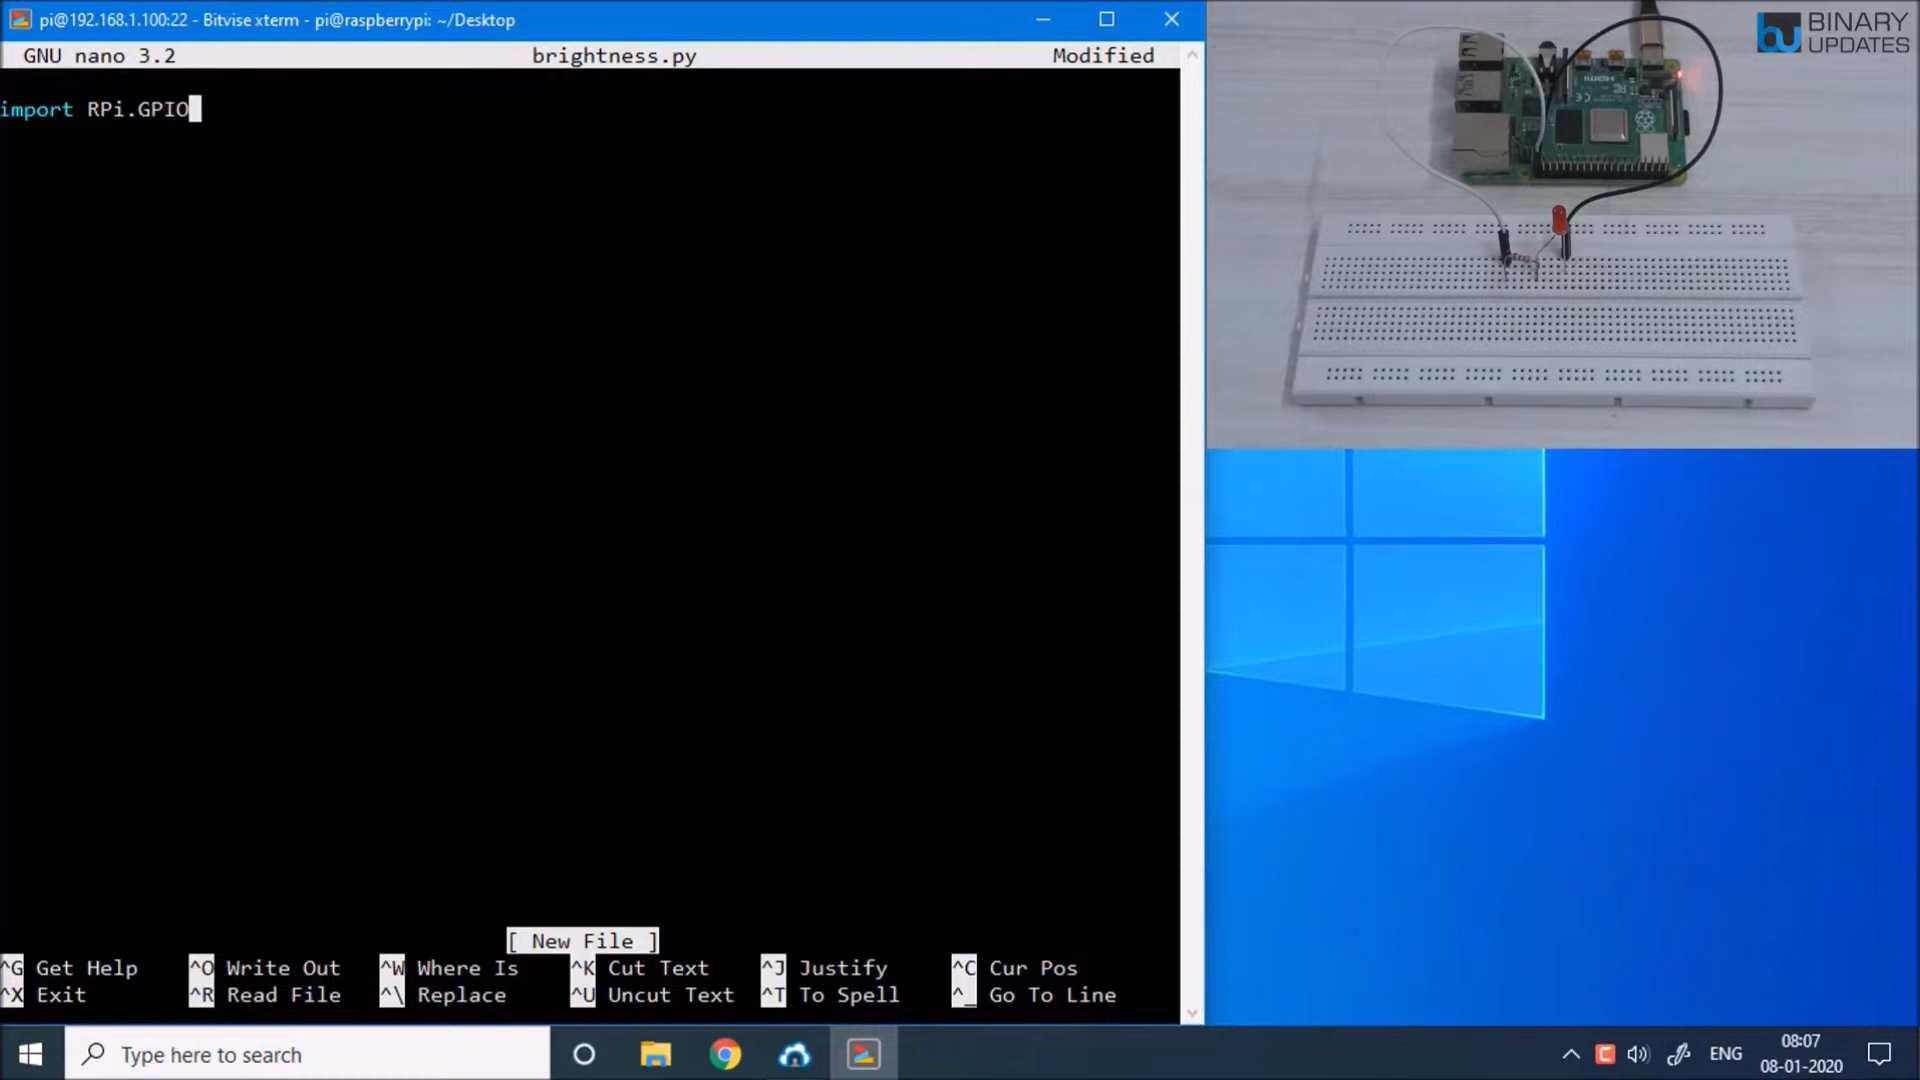 pi@192.168.1.100:22 - Bitvise xterm - pi@raspberrypi: ~/Desktop
GNU nano 3.2 brightness.py Modified
import RPi.GPIO
[ New File ]
^G Get Help ^O Write Out ^W Where Is ^K Cut Text ^J Justify ^C Cur Pos
^X Exit ^R Read File ^\ Replace ^U Uncut Text ^T To Spell ^_ Go To Line
BINARY
UPDATES
HDMI
Type here to search
ENG
08:07
08-01-2020